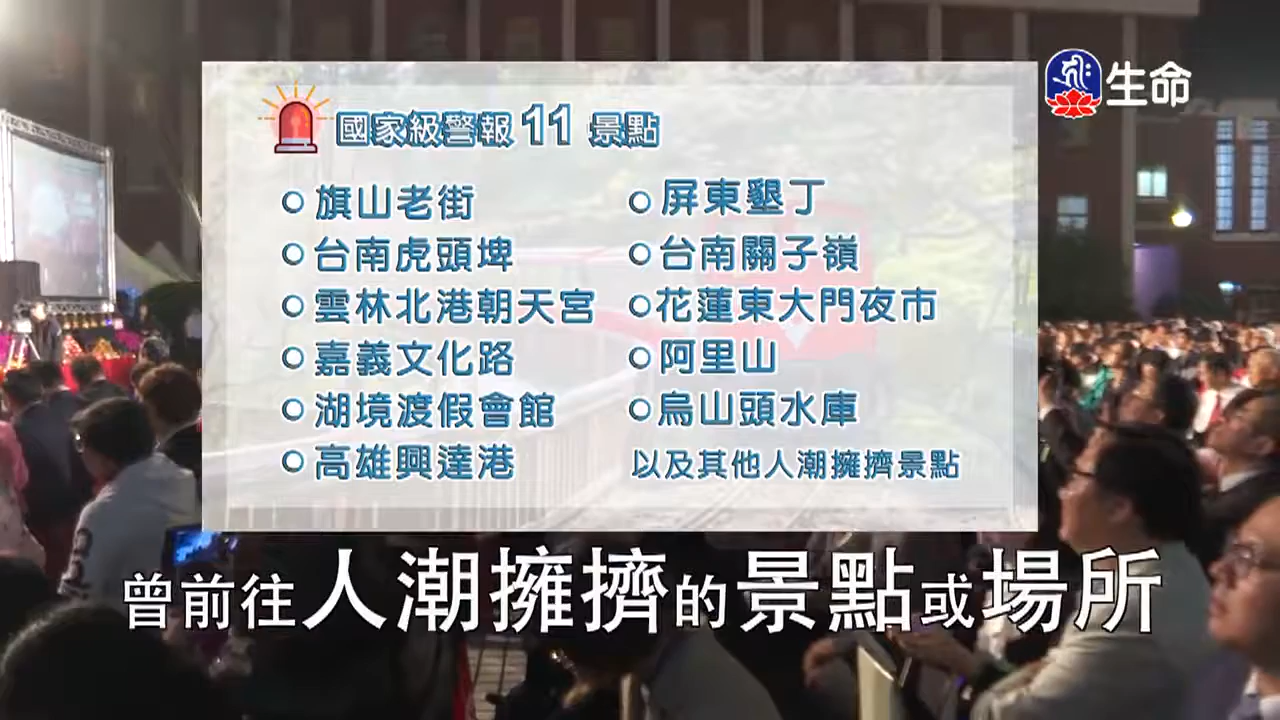 生命
國家級警報 11 景點
旗山老街
台南虎頭埤
雲林北港朝天宮
嘉義文化路
湖境渡假會館
高雄興達港
屏東墾丁
台南關子嶺
花蓮東大門夜市
阿里山
烏山頭水庫
以及其他人潮擁擠景點
曾前往人潮擁擠的景點或場所